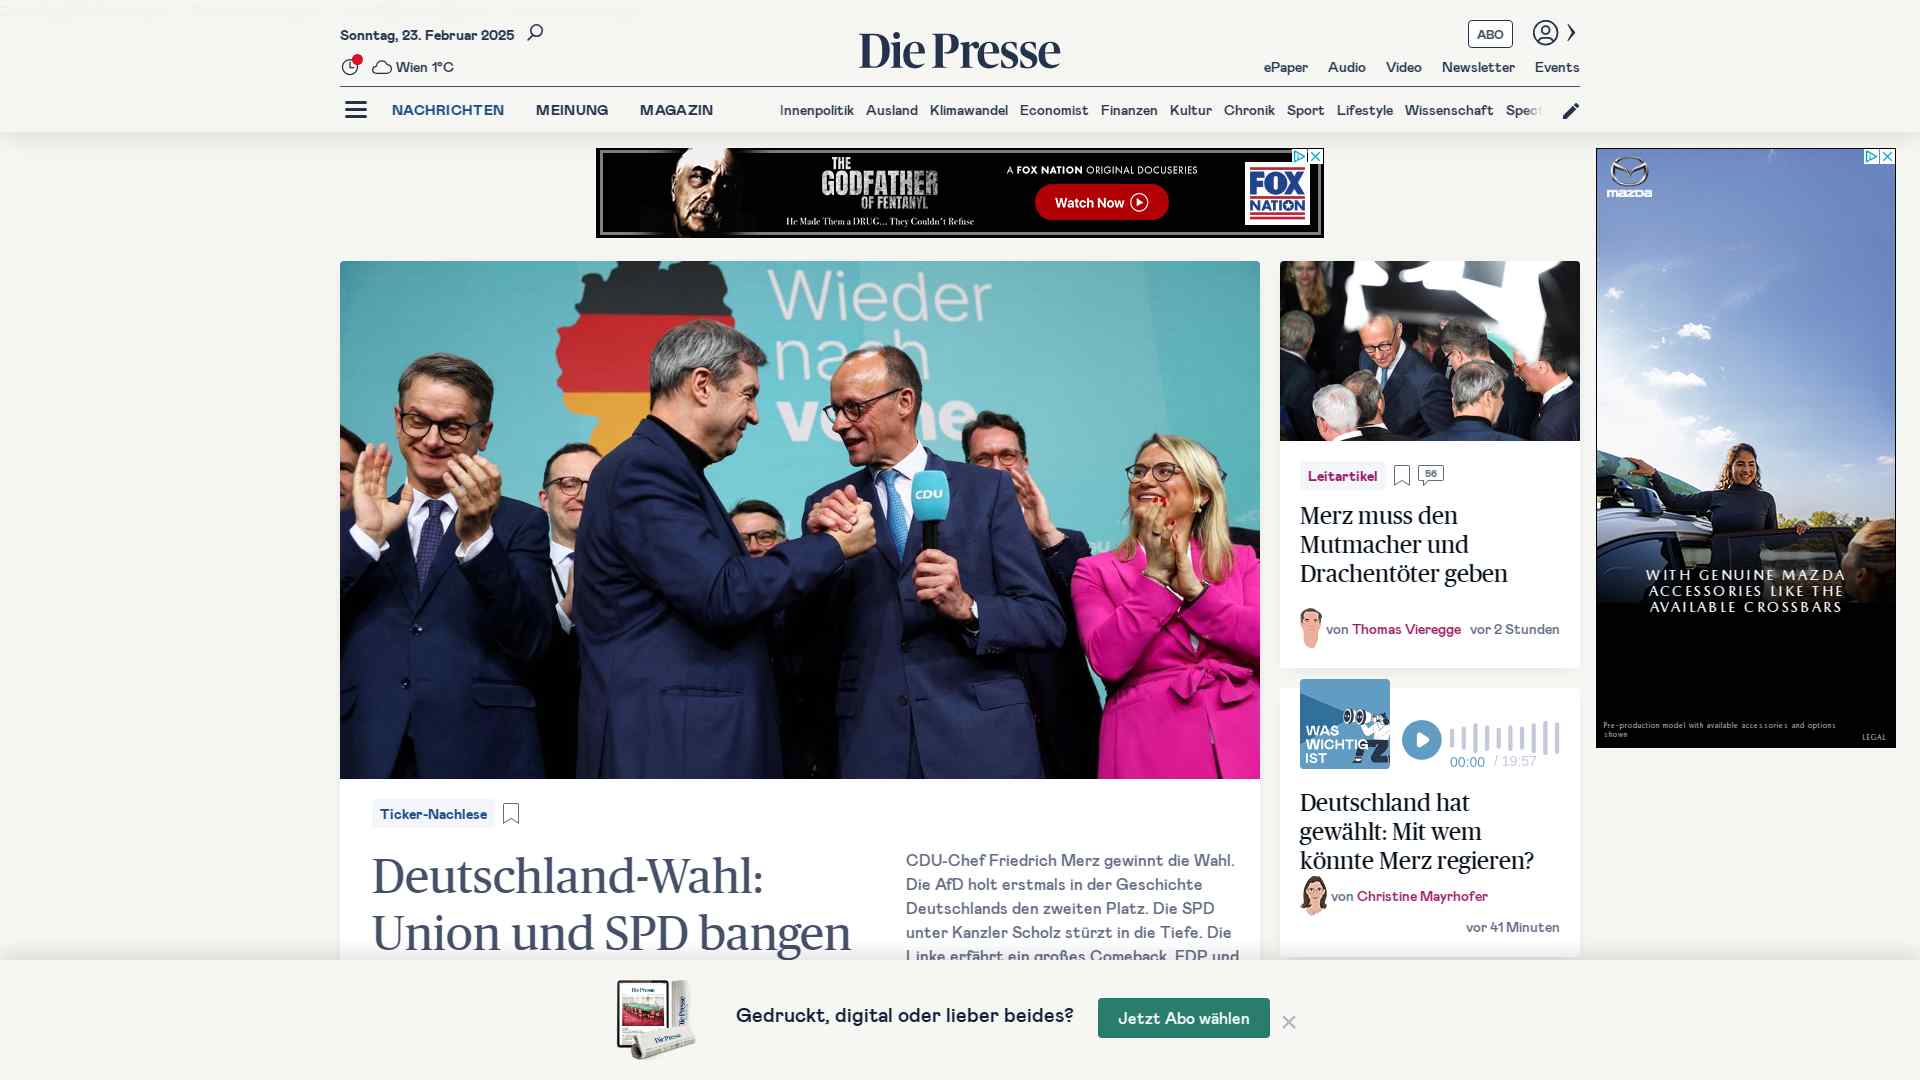 Sonntag, 23. Februar 2025
Wien 1°C
Die Presse
ABO
ePaper Audio Video Newsletter Events
NACHRICHTEN MEINUNG MAGAZIN
Innenpolitik Ausland Klimawandel Economist Finanzen Kultur Chronik Sport Lifestyle Wissenschaft Spect
THE
GODFATHER
OF FENTANYL
He Made Them a DRUG... They Couldn't Refuse
A FOX NATION ORIGINAL DOCUSERIES
Watch Now
FOX
NATION
Wieder
nach
CDU
Ticker-Nachlese
Deutschland-Wahl:
Union und SPD bangen
CDU-Chef Friedrich Merz gewinnt die Wahl.
Die AfD holt erstmals in der Geschichte
Deutschlands den zweiten Platz. Die SPD
unter Kanzler Scholz stürzt in die Tiefe. Die
Linke erfährt ein großes Comeback. FDP und
Leitartikel
56
Merz muss den
Mutmacher und
Drachentöter geben
von Thomas Vieregge vor 2 Stunden
WAS
WICHTIG
IST
00:00 / 19:57
Deutschland hat
gewählt: Mit wem
könnte Merz regieren?
von Christine Mayrhofer
vor 41 Minuten
mazda
WITH GENUINE MAZDA
ACCESSORIES LIKE THE
AVAILABLE CROSSBARS
Pre-production model with available accessories and options
shown
LEGAL
Die Presse
Die Presse
Die Presse
Gedruckt, digital oder lieber beides?
Jetzt Abo wählen